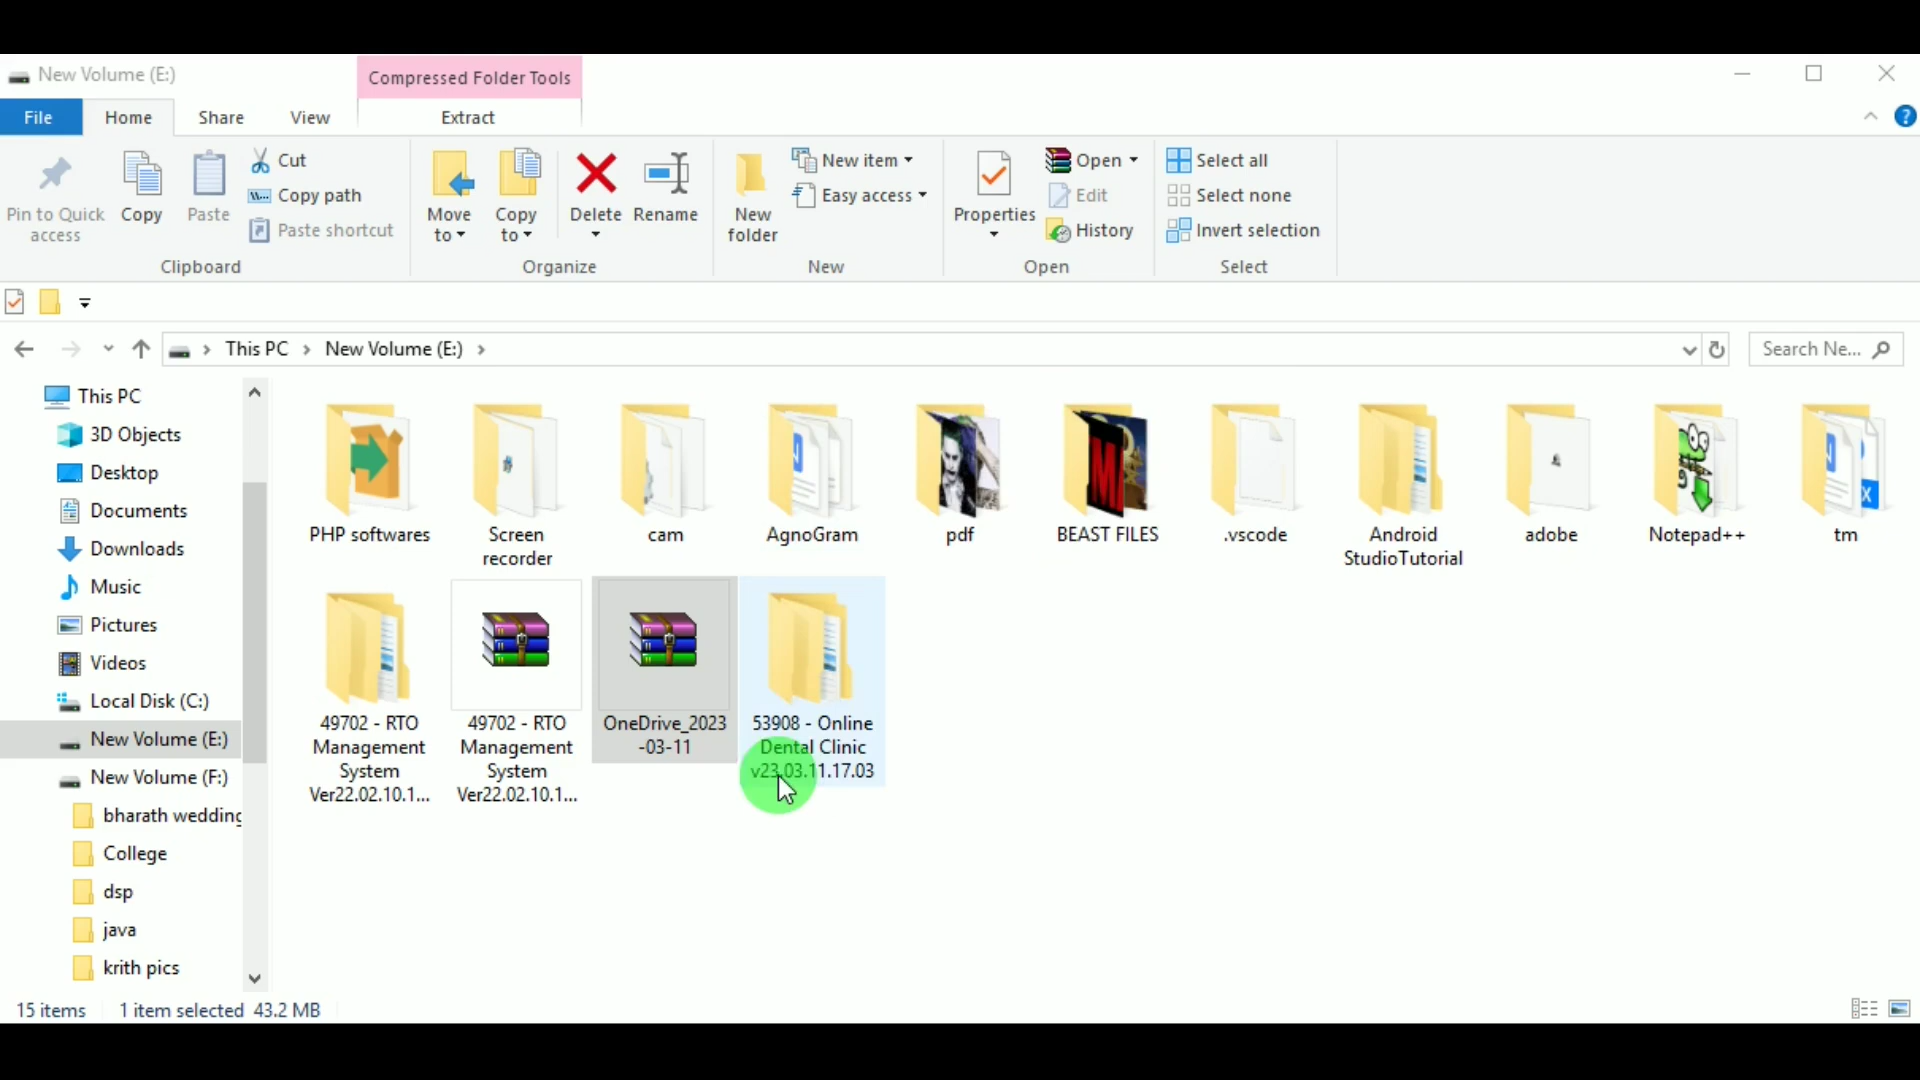 New Volume (E:)
Compressed Folder Tools
File
Home
Share
View
Extract
Pin to Quick
access
Copy
Paste
Cut
Copy path
Paste shortcut
Clipboard
Move
to
Copy
to
Delete
Rename
Organize
New
folder
New item
Easy access
New
Properties
Open
Edit
History
Open
Select all
Select none
Invert selection
Select
This PC
New Volume (E:)
Search Ne...
This PC
3D Objects
Desktop
Documents
Downloads
Music
Pictures
Videos
Local Disk (C:)
New Volume (E:)
New Volume (F:)
bharath wedding
College
dsp
java
krith pics
PHP softwares
Screen
recorder
cam
AgnoGram
pdf
BEAST FILES
.vscode
Android
StudioTutorial
adobe
Notepad++
tm
49702 - RTO
Management
System
Ver22.02.10.1...
49702 - RTO
Management
System
Ver22.02.10.1...
OneDrive_2023
-03-11
53908 - Online
Dental Clinic
v23.03.11.17.03
15 items
1 item selected 43.2 MB